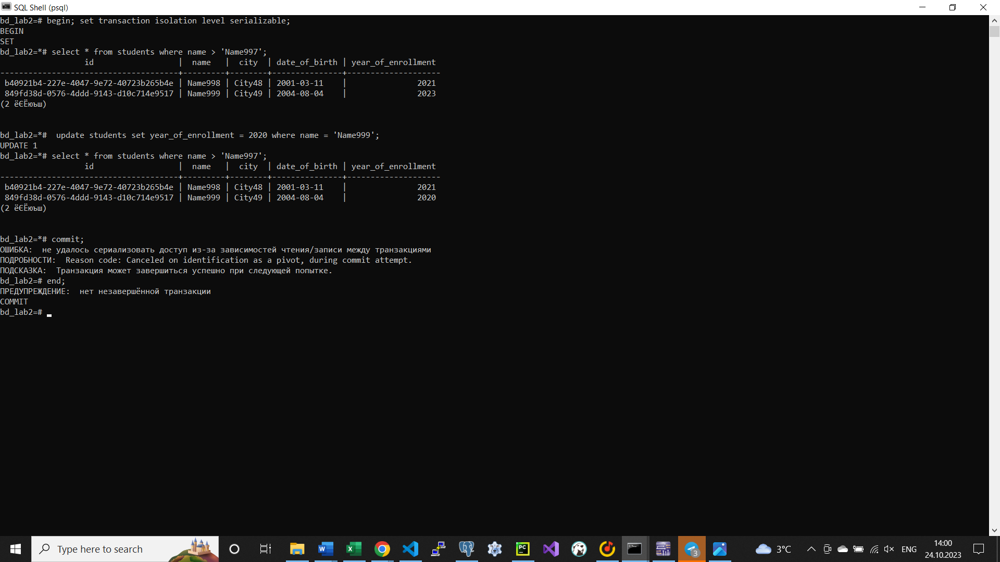 SQL Shell (psql)
bd_lab2=# begin; set transaction isolation level serializable;
BEGIN
SET
bd_lab2=*# select * from students where name > 'Name997';
id | name | city | date_of_birth | year_of_enrollment
--------------------------------------+---------+--------+---------------+--------------------
b40921b4-227e-4047-9e72-40723b265b4e | Name998 | City48 | 2001-03-11 | 2021
849fd38d-0576-4ddd-9143-d10c714e9517 | Name999 | City49 | 2004-08-04 | 2023
(2 ёЄЁюъш)
bd_lab2=*#  update students set year_of_enrollment = 2020 where name = 'Name999';
UPDATE 1
bd_lab2=*# select * from students where name > 'Name997';
id | name | city | date_of_birth | year_of_enrollment
--------------------------------------+---------+--------+---------------+--------------------
b40921b4-227e-4047-9e72-40723b265b4e | Name998 | City48 | 2001-03-11 | 2021
849fd38d-0576-4ddd-9143-d10c714e9517 | Name999 | City49 | 2004-08-04 | 2020
(2 ёЄЁюъш)
bd_lab2=*# commit;
ОШИБКА:  не удалось сериализовать доступ из-за зависимостей чтения/записи между транзакциями
ПОДРОБНОСТИ:  Reason code: Canceled on identification as a pivot, during commit attempt.
ПОДСКАЗКА:  Транзакция может завершиться успешно при следующей попытке.
bd_lab2=# end;
ПРЕДУПРЕЖДЕНИЕ:  нет незавершённой транзакции
COMMIT
bd_lab2=#
Type here to search
PC
3
3°C
ENG
14:00
24.10.2023